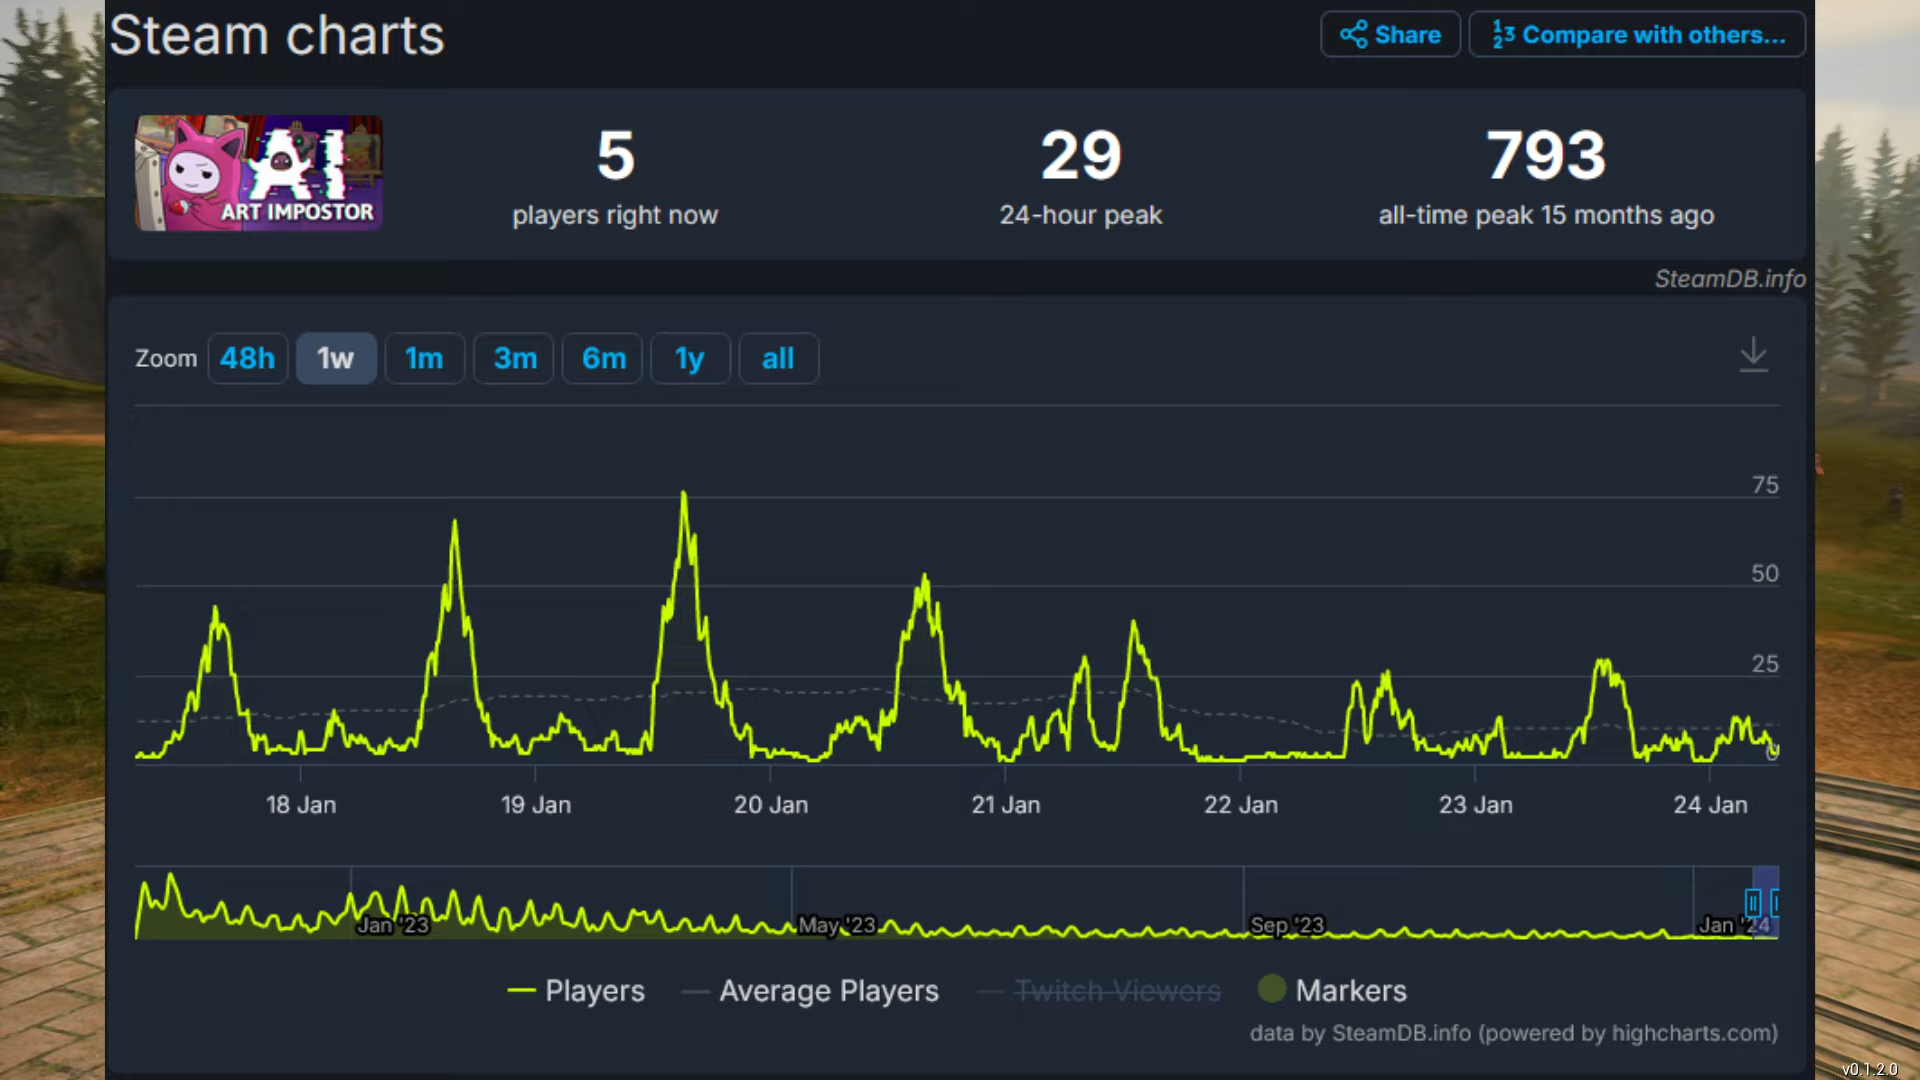 Steam charts
Share
Compare with others...
AI
ART IMPOSTOR
5
players right now
29
24-hour peak
793
all-time peak 15 months ago
SteamDB.info
Zoom 48h 1w 1m 3m 6m 1y all
75
50
25
0
18 Jan 19 Jan 20 Jan 21 Jan 22 Jan 23 Jan 24 Jan
Jan '23 May '23 Sep '23 Jan '24
Players Average Players Twitch Viewers Markers
data by SteamDB.info (powered by highcharts.com)
v0.1.2.0